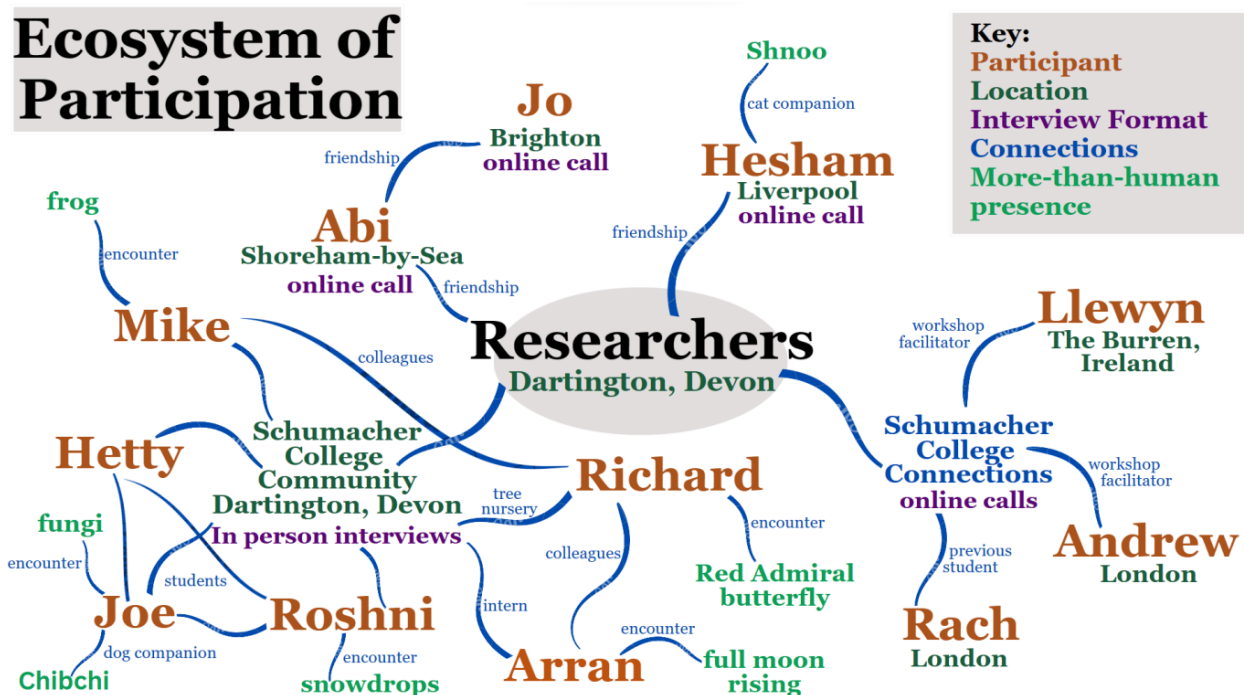 Ecosystem of
Participation
Key:
Participant
Location
Interview Format
Connections
More-than-human
presence
Shnoo
cat companion
Hesham
Liverpool
online call
friendship
Jo
Brighton
online call
friendship
Abi
Shoreham-by-Sea
online call
friendship
frog
encounter
Mike
colleagues
Researchers
Dartington, Devon
Llewyn
The Burren,
Ireland
workshop
facilitator
Schumacher
College
Connections
online calls
workshop
facilitator
Andrew
London
previous
student
Rach
London
Hetty
Schumacher
College
Community
Dartington, Devon
In person interviews
tree
nursery
Richard
encounter
Red Admiral
butterfly
colleagues
fungi
encounter
students
Joe
dog companion
Chibchi
Roshni
encounter
snowdrops
intern
Arran
encounter
full moon
rising